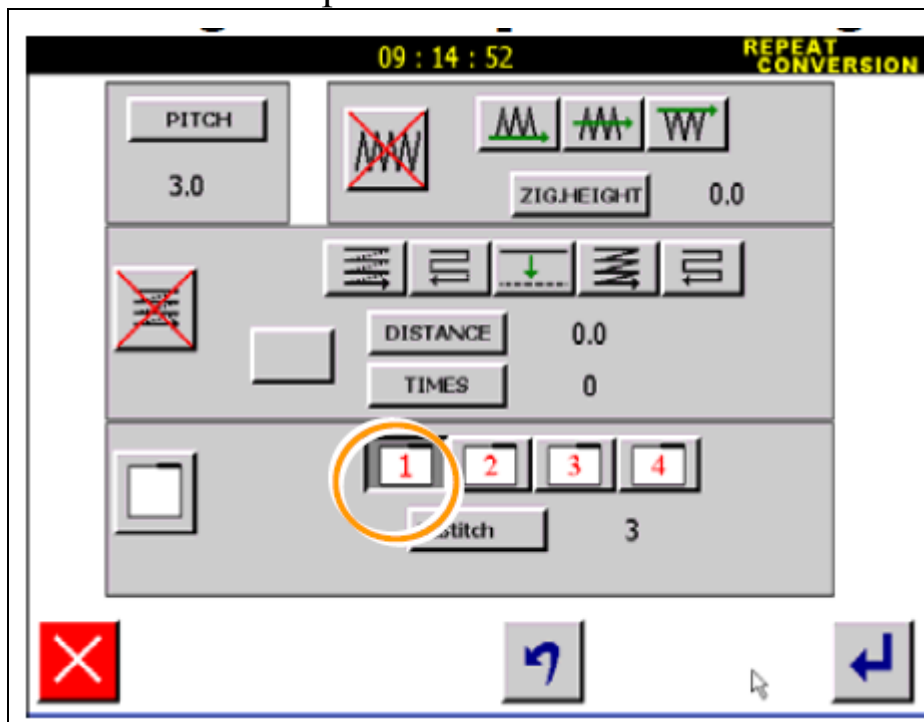 09 : 14 : 52
REPEAT
CONVERSION
PITCH
3.0
ZIG.HEIGHT 0.0
DISTANCE 0.0
TIMES 0
1 2 3 4
Stitch 3